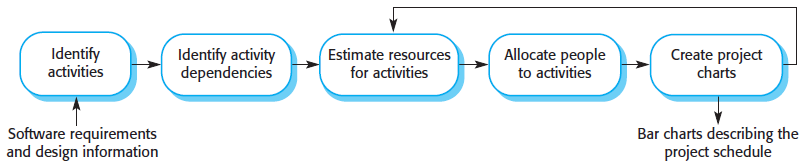 Identify
activities
Identify activity
dependencies
Estimate resources
for activities
Allocate people
to activities
Create project
charts
Software requirements
and design information
Bar charts describing the
project schedule